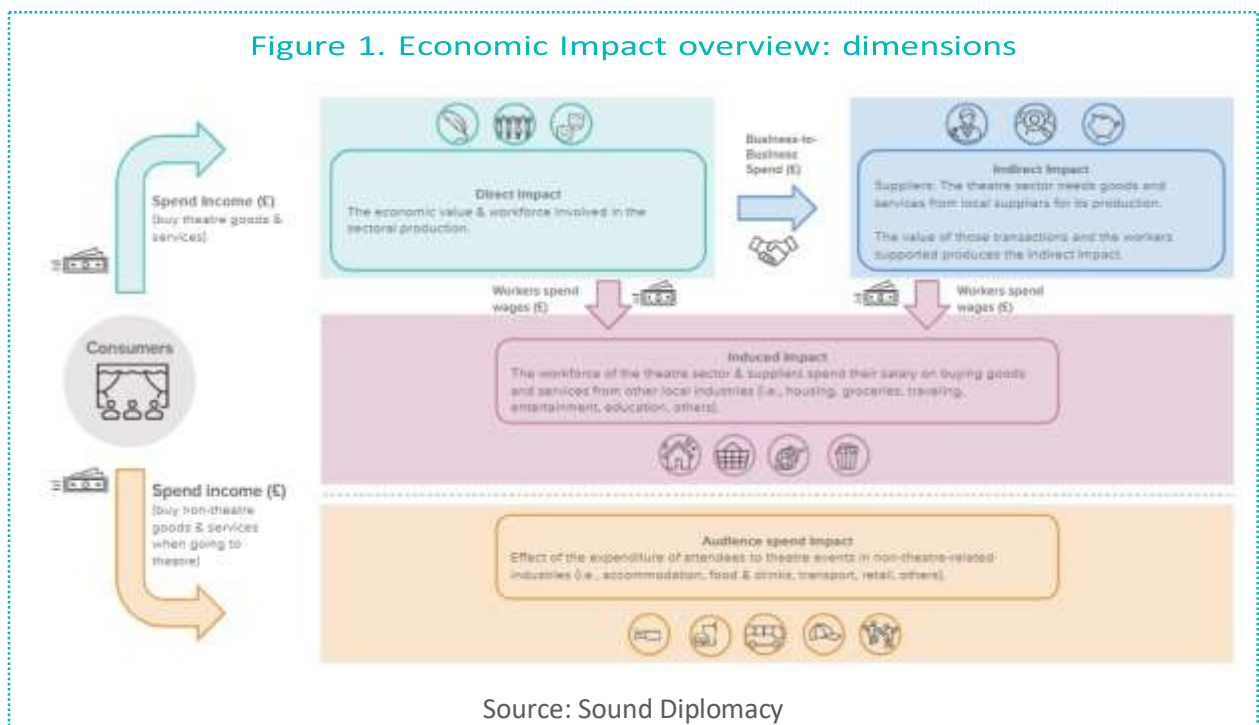 Figure 1. Economic Impact overview: dimensions
Spend Income (£)
(buy theatre goods &
services)
Direct Impact
The economic value & workforce involved in the
sectoral production.
Business-to-
Business
Spend (£)
Indirect Impact
Suppliers: The theatre sector needs goods and
services from local suppliers for its production.
The value of those transactions and the workers
supported produces the indirect impact.
Workers spend
wages (£)
Workers spend
wages (£)
Consumers
Induced Impact
The workforce of the theatre sector & suppliers spend their salary on buying goods
and services from other local industries (i.e., housing, groceries, traveling,
entertainment, education, others).
Spend income (£)
(buy non-theatre
goods & services
when going to
theatre)
Audience spend impact
Effect of the expenditure of attendees to theatre events in non-theatre-related
industries (i.e., accommodation, food & drinks, transport, retail, others).
Source: Sound Diplomacy